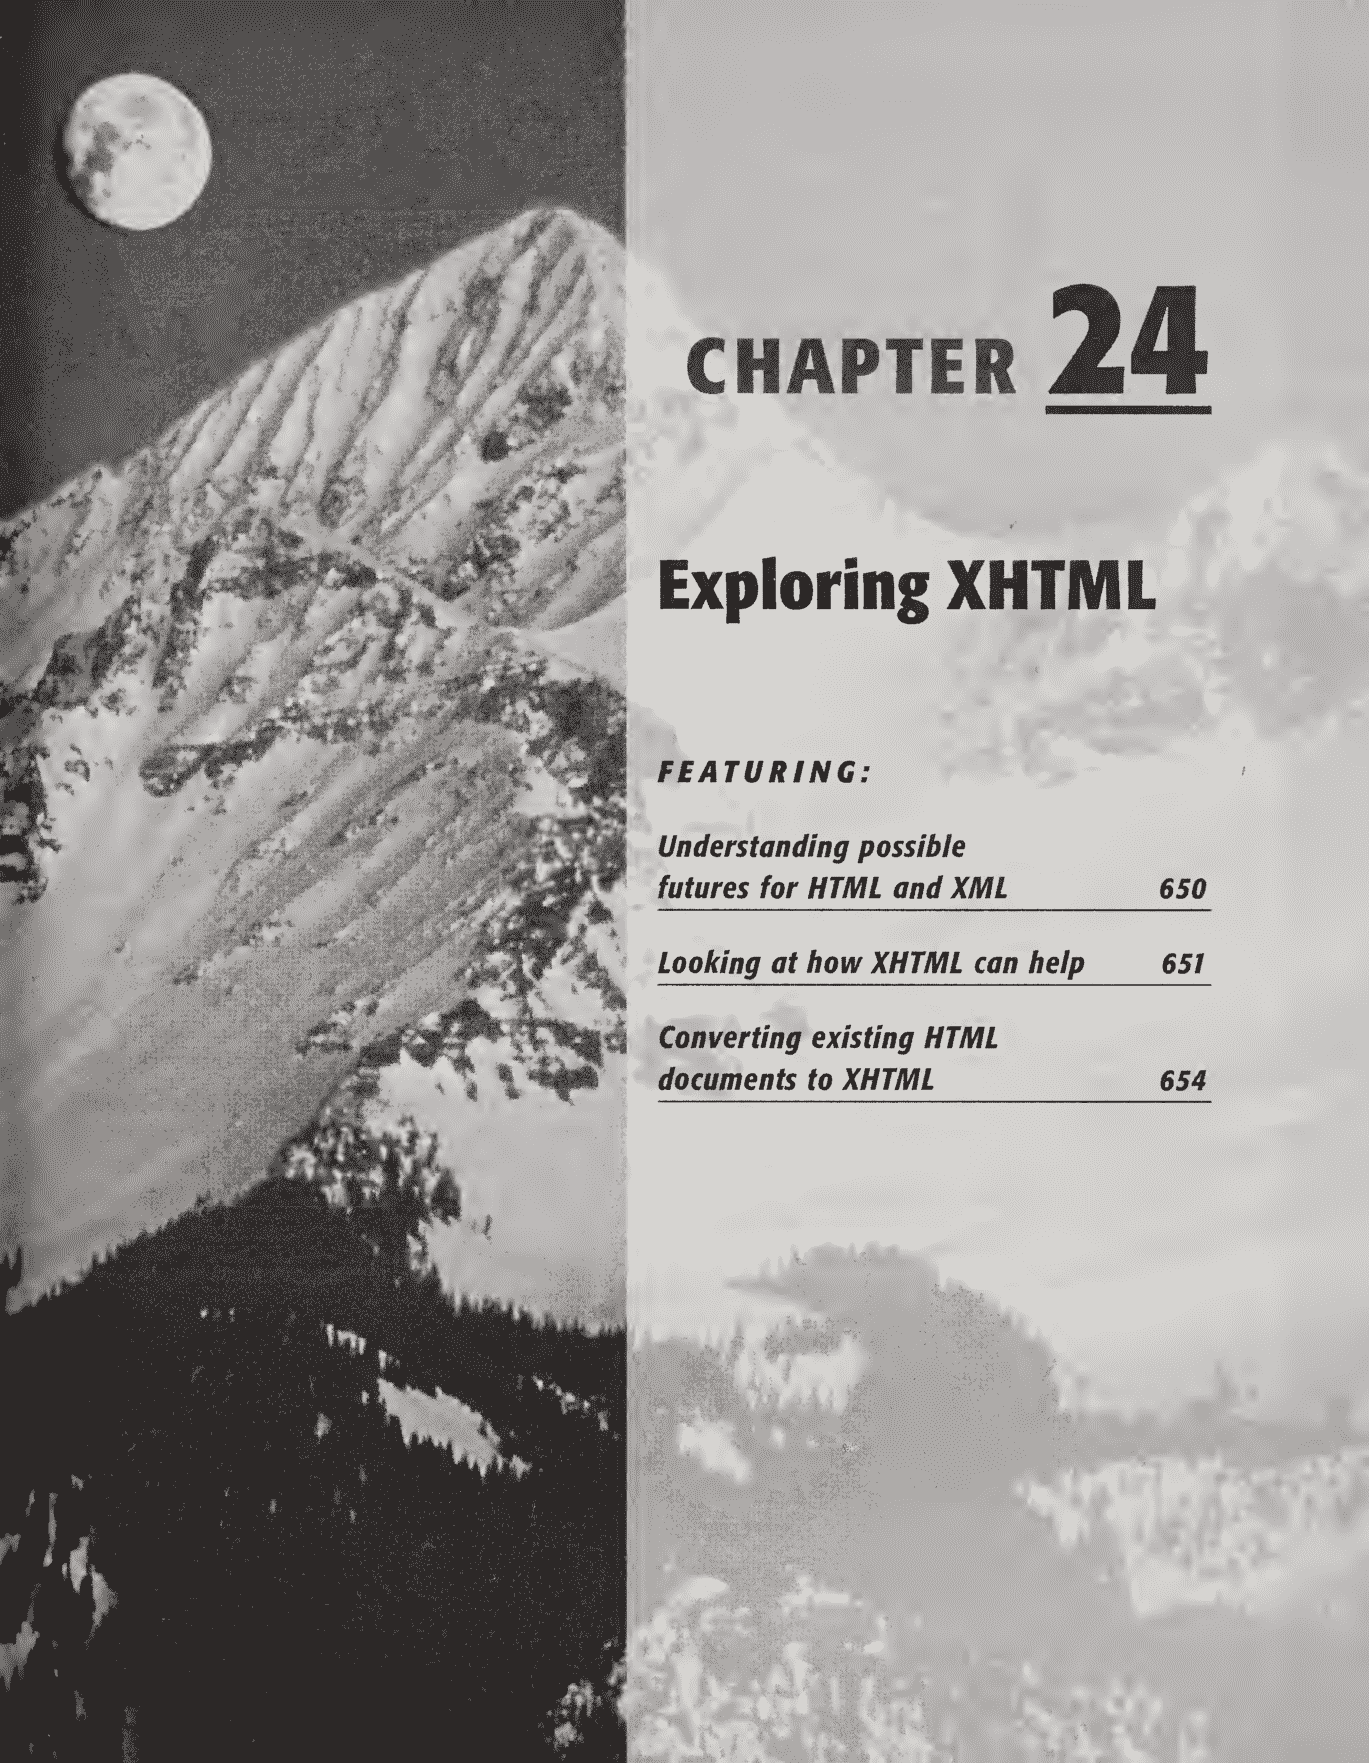 CHAPTER 24
Exploring XHTML
FEATURING:
Understanding possible
futures for HTML and XML 650
Looking at how XHTML can help 651
Converting existing HTML
documents to XHTML 654